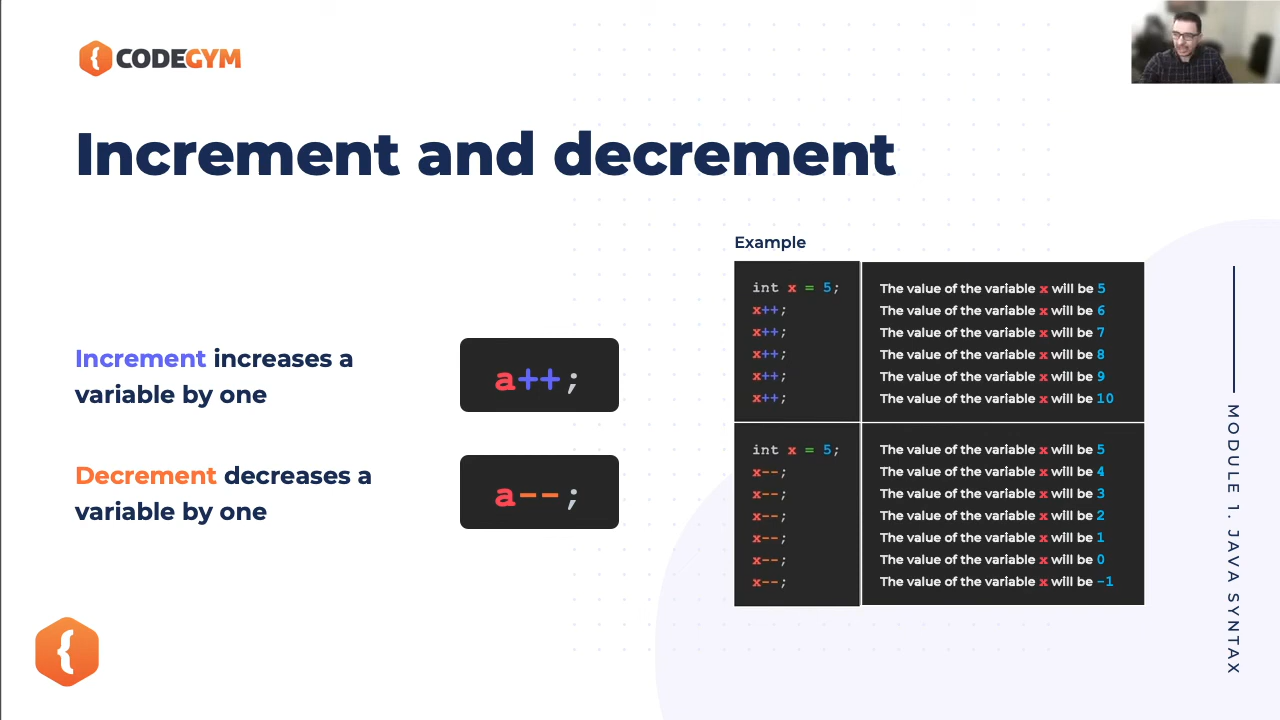 CODEGYM
Increment and decrement
Increment increases a
variable by one
a++;
Decrement decreases a
variable by one
a--;
Example
int x = 5; The value of the variable x will be 5
x++; The value of the variable x will be 6
x++; The value of the variable x will be 7
x++; The value of the variable x will be 8
x++; The value of the variable x will be 9
x++; The value of the variable x will be 10
int x = 5; The value of the variable x will be 5
x--; The value of the variable x will be 4
x--; The value of the variable x will be 3
x--; The value of the variable x will be 2
x--; The value of the variable x will be 1
x--; The value of the variable x will be 0
x--; The value of the variable x will be -1
MODULE 1. JAVA SYNTAX